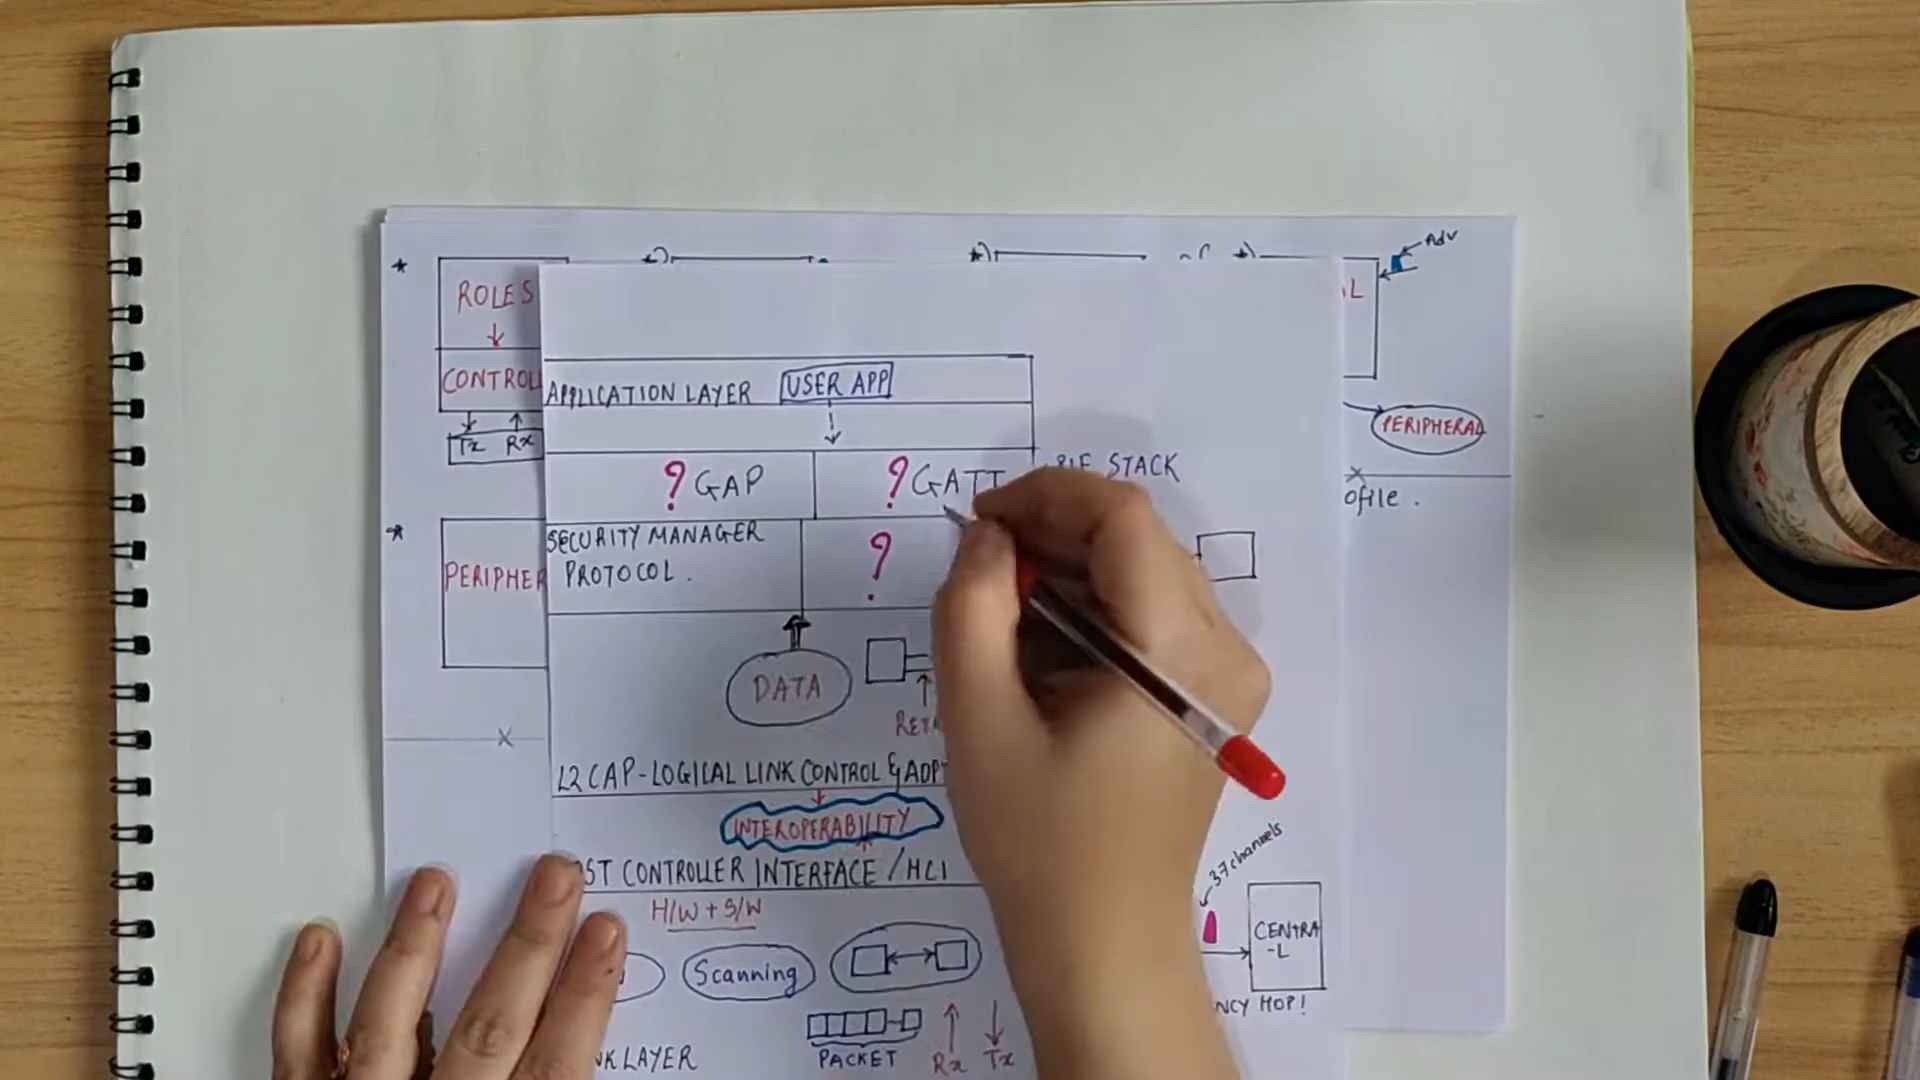 Adv
ROLES
CONTROL
Tx Rx
PERIPHERAL
APPLICATION LAYER USER APP
? GAP ? GATT
STACK
ofile .
SECURITY MANAGER
PROTOCOL .
?
PERIPHER
DATA
L2CAP-LOGICAL LINK CONTROL & ADP
INTEROPERABILITY
OST CONTROLLER INTERFACE /HCI
H/W + S/W
37 channels
CENTRA
-L
NCY HOP!
Scanning
PACKET Rx Tx
NK LAYER